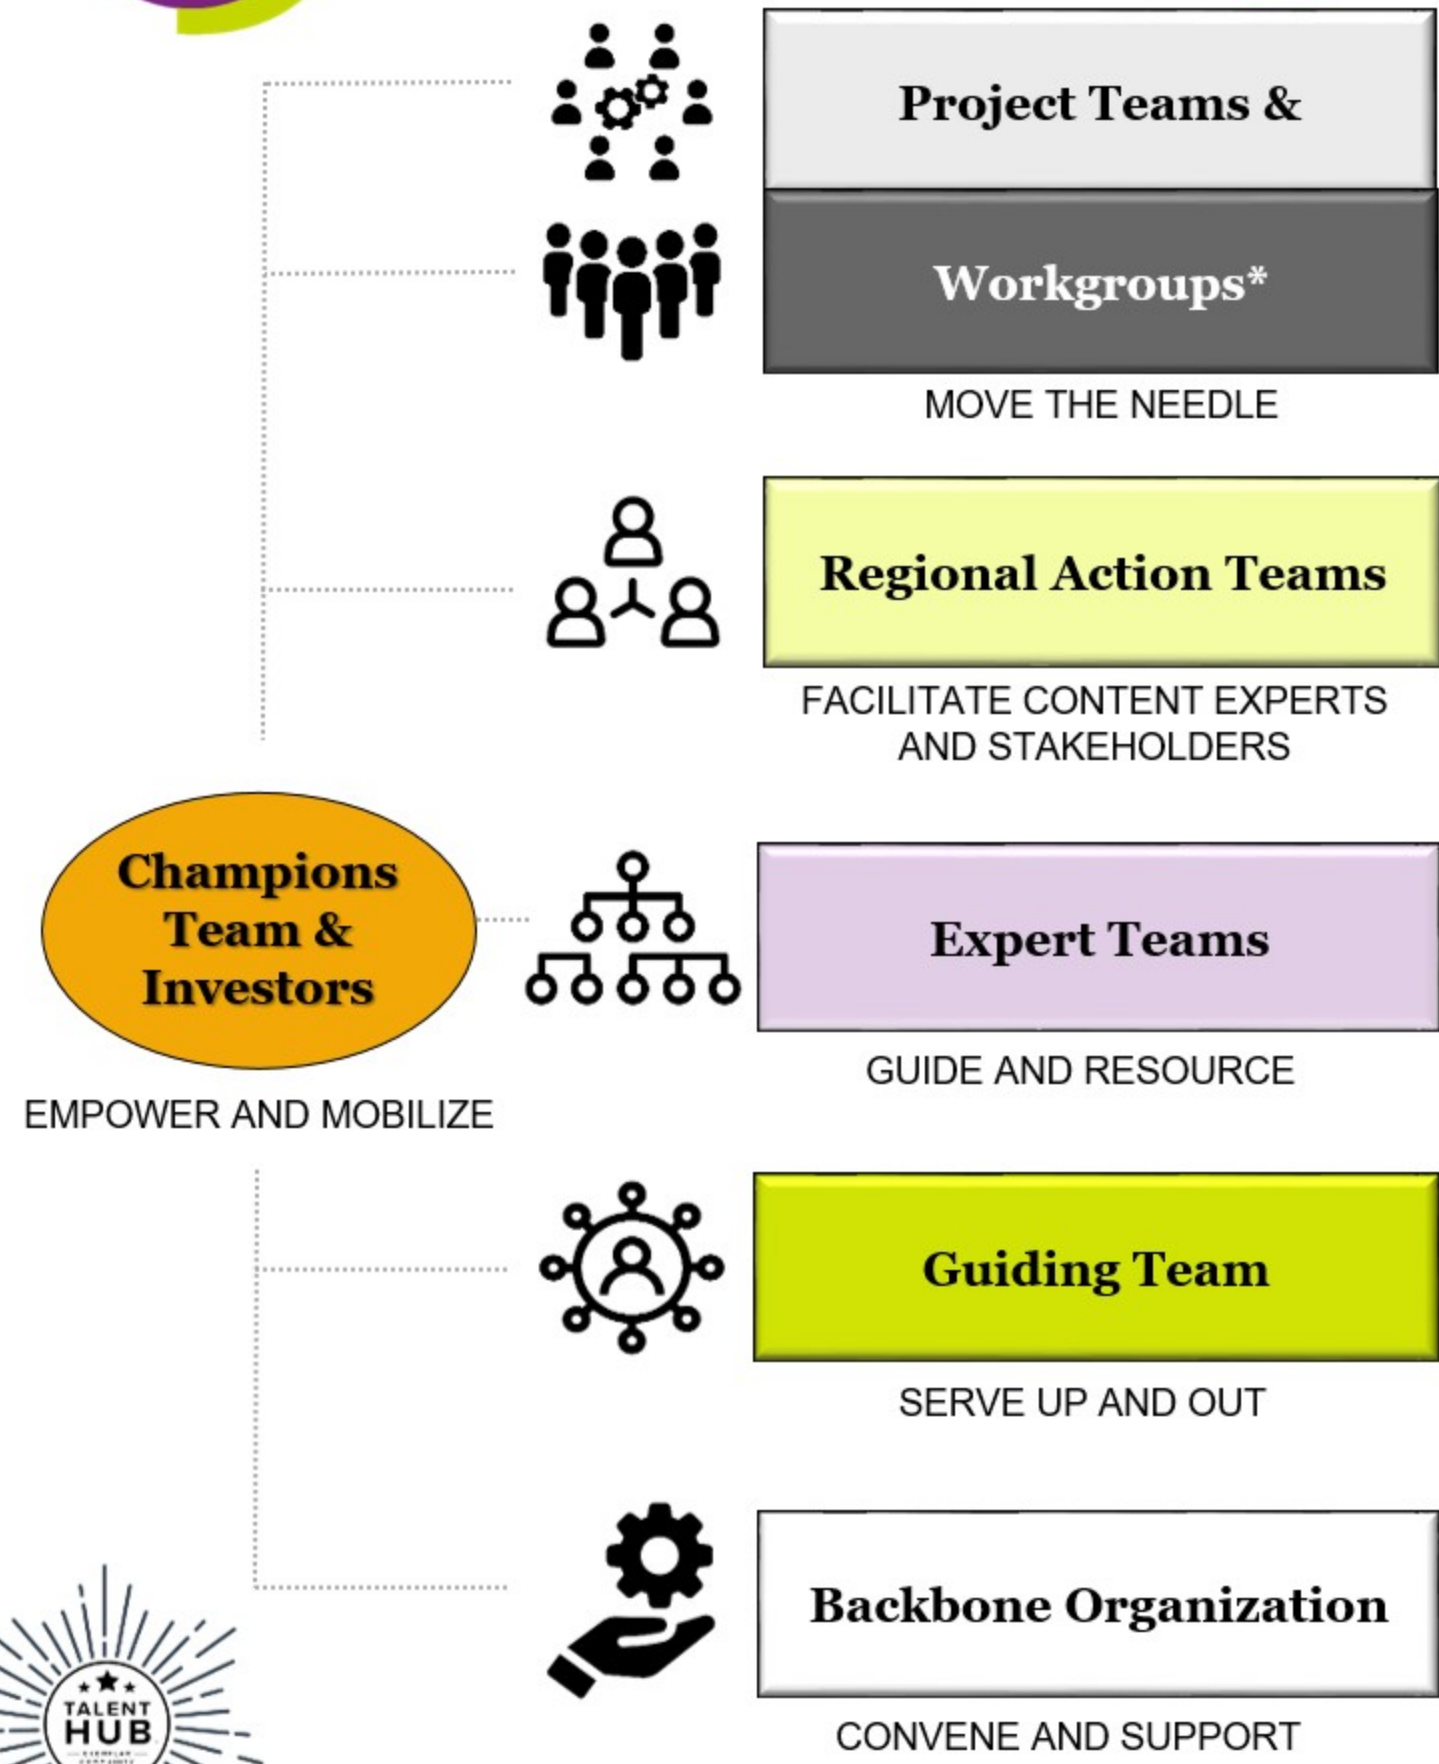 Project Teams &
Workgroups*
MOVE THE NEEDLE
Regional Action Teams
FACILITATE CONTENT EXPERTS
AND STAKEHOLDERS
Champions
Team &
Investors
EMPOWER AND MOBILIZE
Expert Teams
GUIDE AND RESOURCE
Guiding Team
SERVE UP AND OUT
Backbone Organization
CONVENE AND SUPPORT
TALENT
HUB